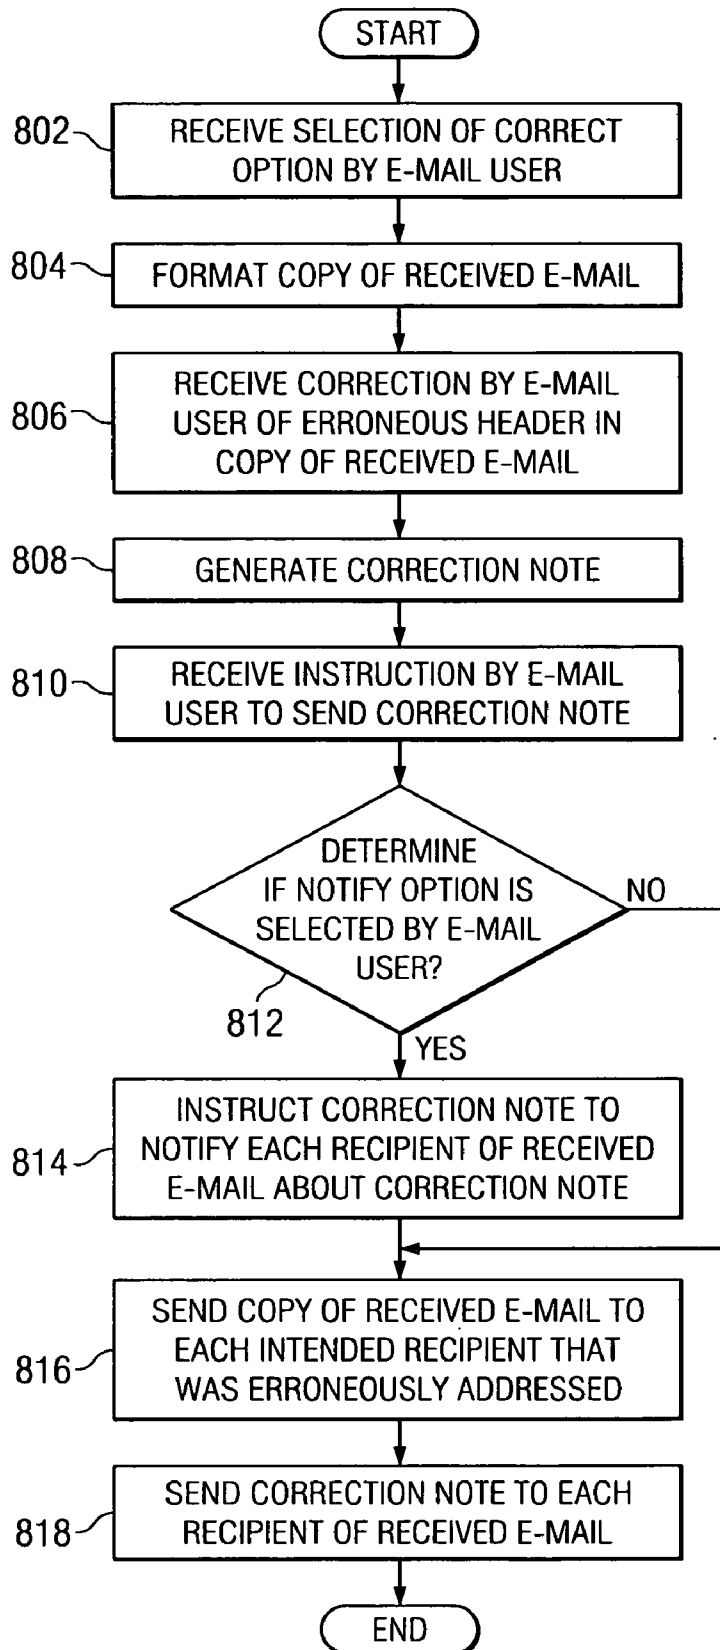 START
802
RECEIVE SELECTION OF CORRECT
OPTION BY E-MAIL USER
804
FORMAT COPY OF RECEIVED E-MAIL
806
RECEIVE CORRECTION BY E-MAIL
USER OF ERRONEOUS HEADER IN
COPY OF RECEIVED E-MAIL
808
GENERATE CORRECTION NOTE
810
RECEIVE INSTRUCTION BY E-MAIL
USER TO SEND CORRECTION NOTE
DETERMINE
IF NOTIFY OPTION IS
SELECTED BY E-MAIL
USER?
NO
812
YES
814
INSTRUCT CORRECTION NOTE TO
NOTIFY EACH RECIPIENT OF RECEIVED
E-MAIL ABOUT CORRECTION NOTE
816
SEND COPY OF RECEIVED E-MAIL TO
EACH INTENDED RECIPIENT THAT
WAS ERRONEOUSLY ADDRESSED
818
SEND CORRECTION NOTE TO EACH
RECIPIENT OF RECEIVED E-MAIL
END